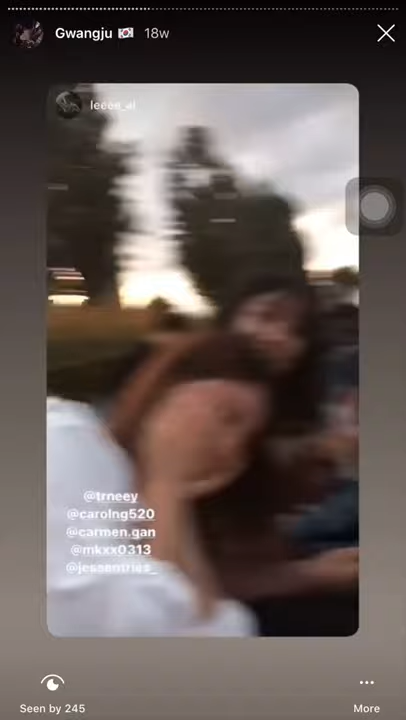 Gwangju 🇰🇷 18w
leeee_al
@trneey
@carolng520
@carmen.gan
@mkxx0313
@jessentries_
Seen by 245
More